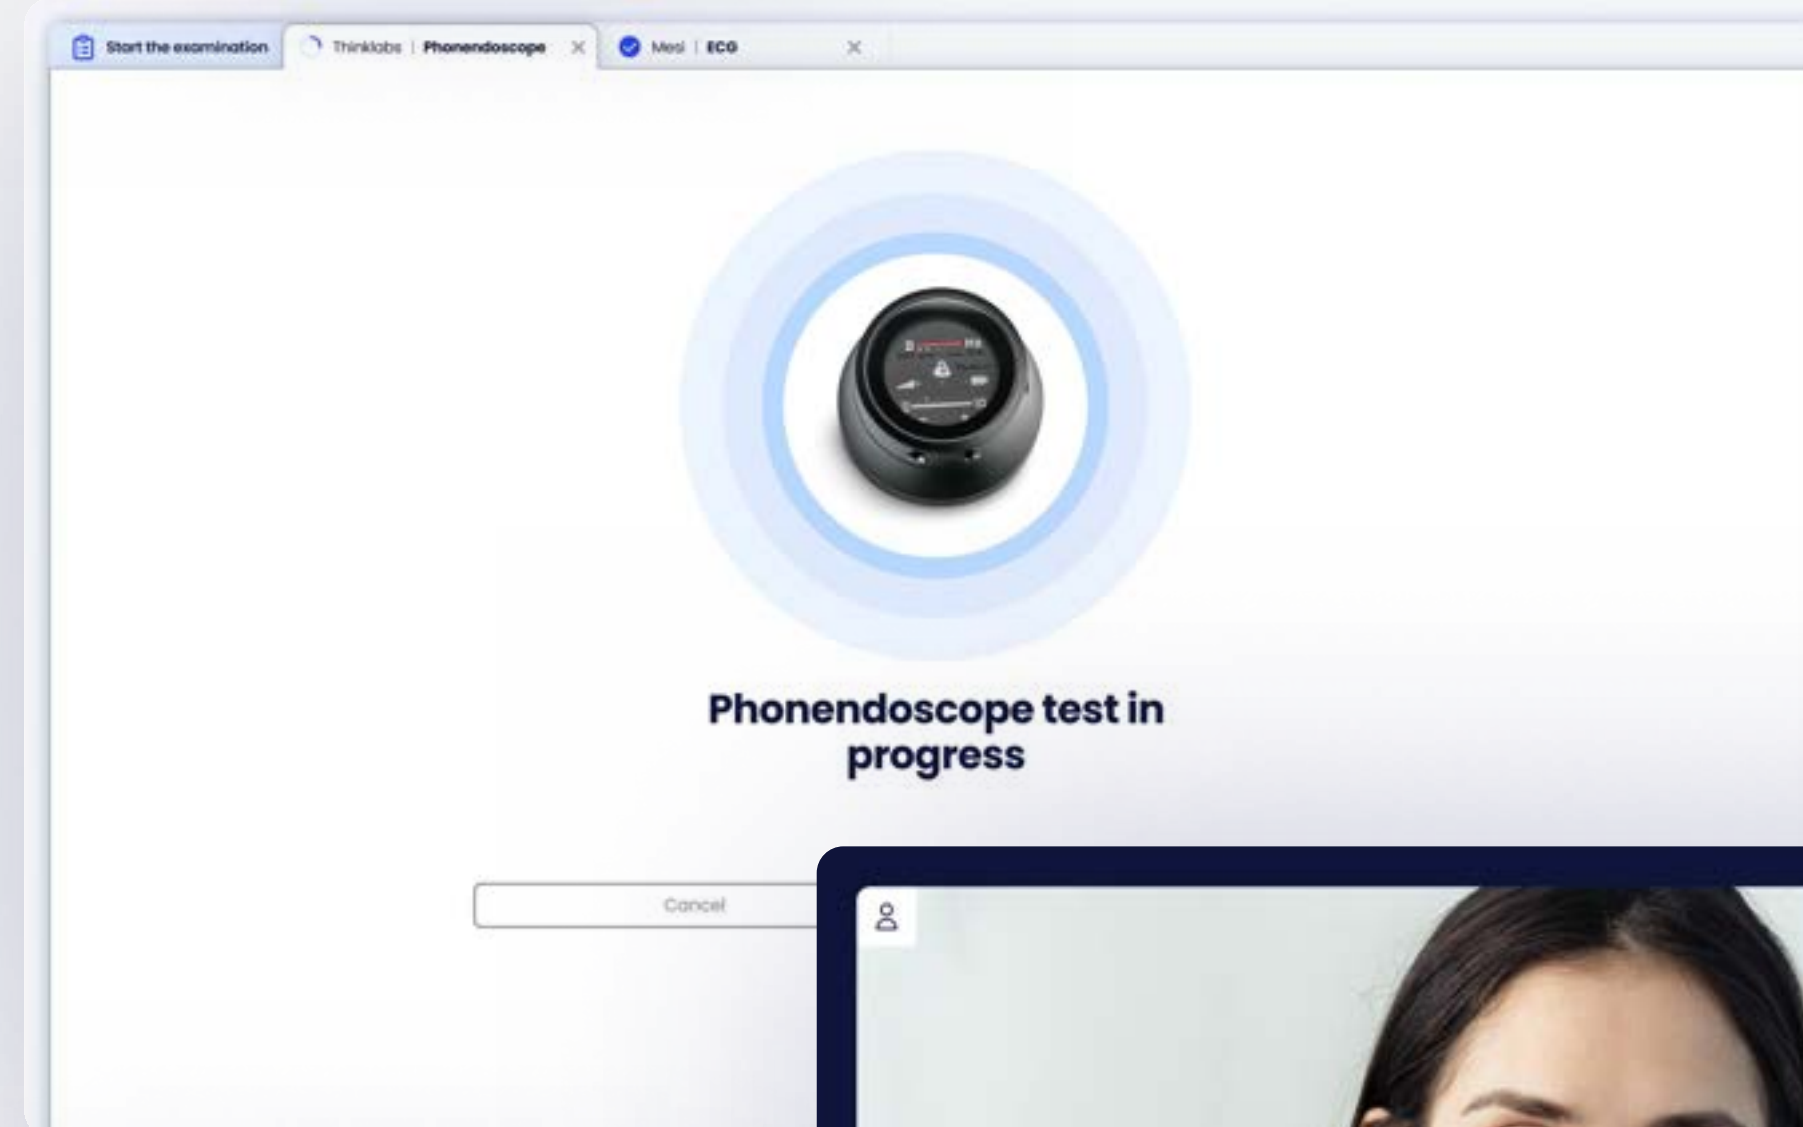 Start the examination
Thinklabs | Phonendoscope
Mesi | ECG
Phonendoscope test in
progress
Cancel